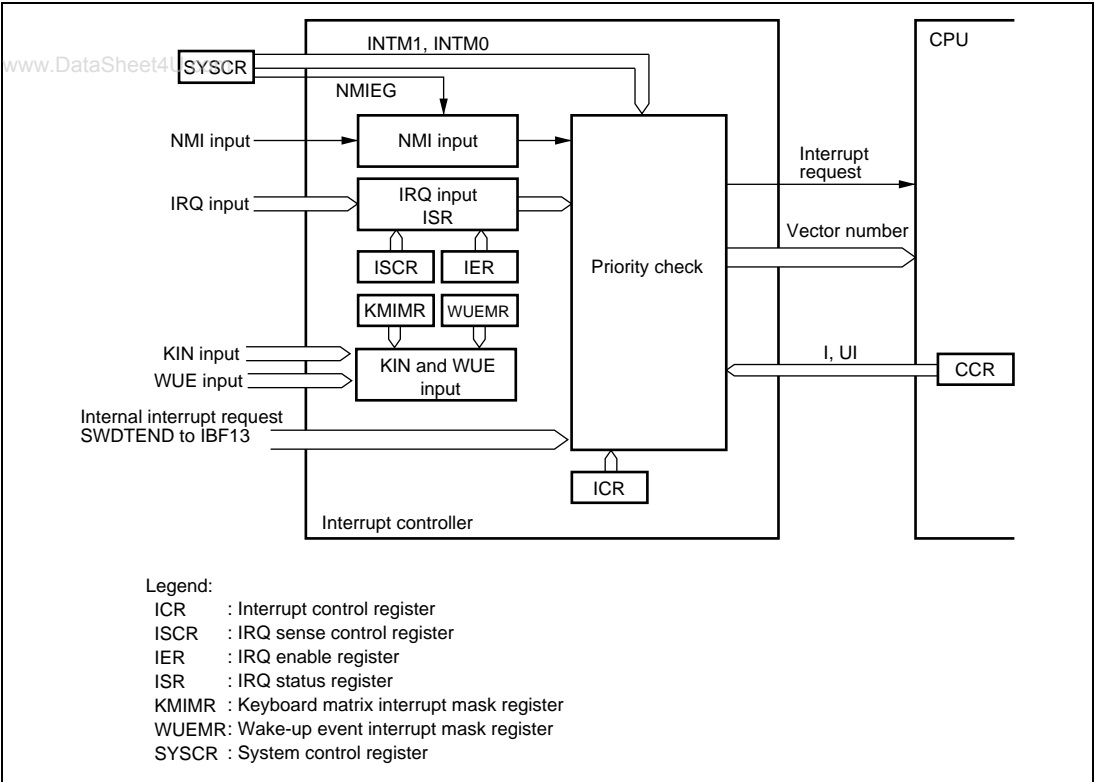 INTM1, INTM0
CPU
www.DataSheet4U.com
SYSCR
NMIEG
NMI input
NMI input
Interrupt
request
IRQ input
IRQ input
ISR
Vector number
ISCR
IER
Priority check
KMIMR
WUEMR
KIN input
WUE input
KIN and WUE
input
I, UI
CCR
Internal interrupt request
SWDTEND to IBF13
ICR
Interrupt controller
Legend:
ICR : Interrupt control register
ISCR : IRQ sense control register
IER : IRQ enable register
ISR : IRQ status register
KMIMR : Keyboard matrix interrupt mask register
WUEMR: Wake-up event interrupt mask register
SYSCR : System control register